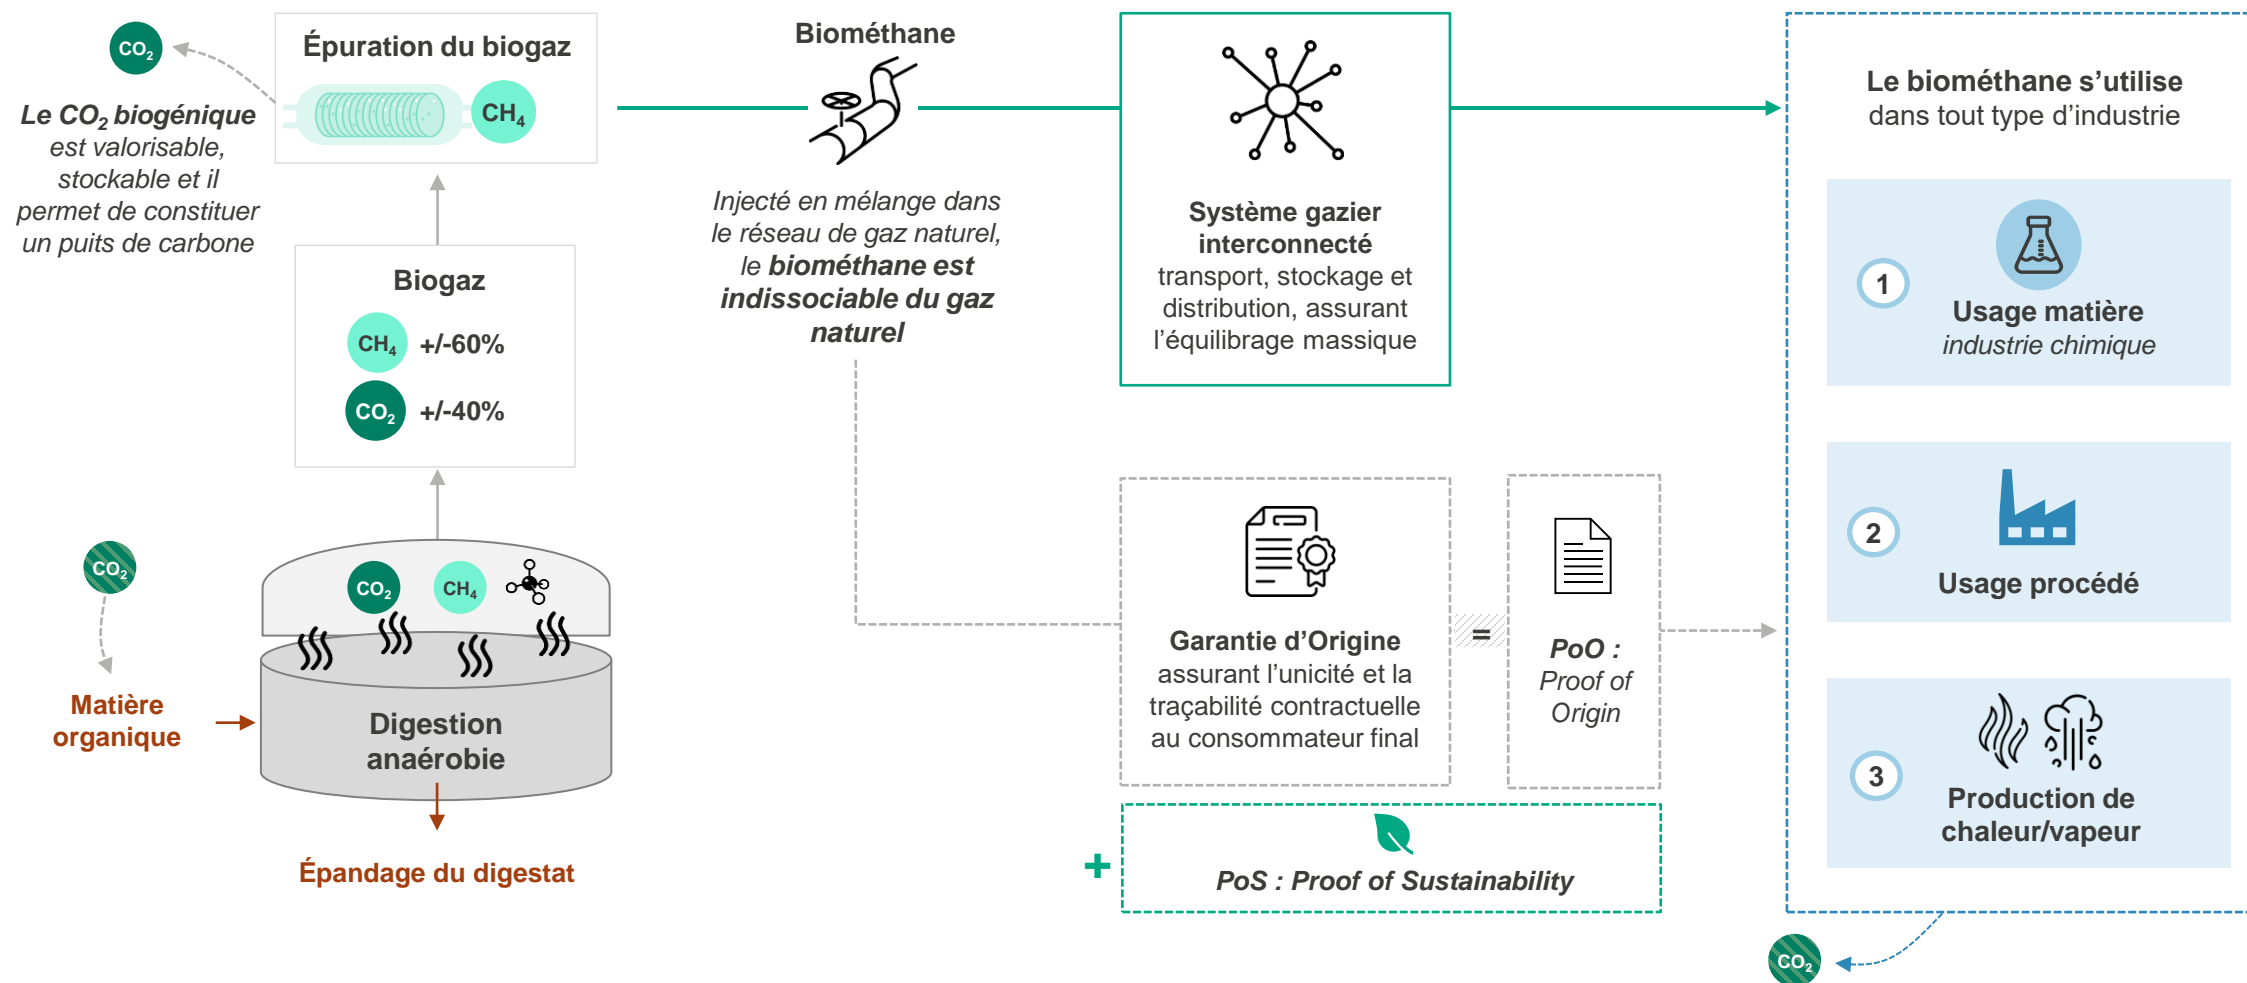 CO₂
Le CO₂ biogénique
est valorisable,
stockable et il
permet de constituer
un puits de carbone
Épuration du biogaz
CH₄
Biogaz
CH₄ +/-60%
CO₂ +/-40%
CO₂
CO₂
CH₄
Matière
organique
Digestion
anaérobie
Épandage du digestat
Biométhane
Injecté en mélange dans
le réseau de gaz naturel,
le biométhane est
indissociable du gaz
naturel
Système gazier
interconnecté
transport, stockage et
distribution, assurant
l’équilibrage massique
Garantie d’Origine
assurant l’unicité et la
traçabilité contractuelle
au consommateur final
=
PoO :
Proof of
Origin
+
PoS : Proof of Sustainability
Le biométhane s’utilise
dans tout type d’industrie
1
Usage matière
industrie chimique
2
Usage procédé
3
Production de
chaleur/vapeur
CO₂